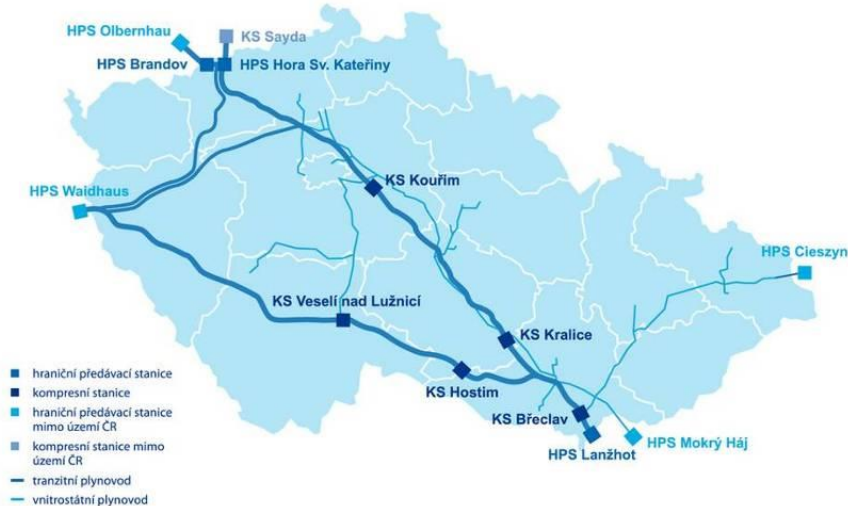 HPS Olbernhau
KS Sayda
HPS Brandov
HPS Hora Sv. Kateřiny
KS Kouřim
HPS Waidhaus
HPS Cieszyn
KS Veselí nad Lužnicí
KS Kralice
KS Hostim
KS Břeclav
HPS Mokrý Háj
HPS Lanžhot
hraniční předávací stanice
kompresní stanice
hraniční předávací stanice
mimo území ČR
kompresní stanice mimo
území ČR
tranzitní plynovod
vnitrostátní plynovod